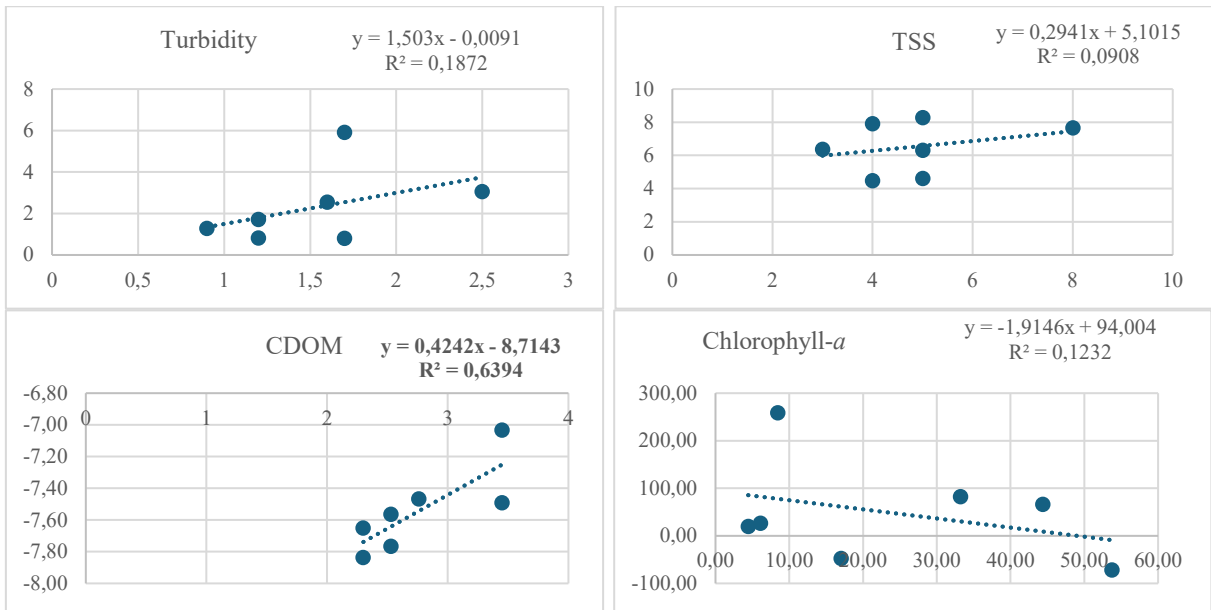 Turbidity
y = 1,503x - 0,0091
R² = 0,1872
8
6
4
2
0
0 0,5 1 1,5 2 2,5 3
TSS
y = 0,2941x + 5,1015
R² = 0,0908
10
8
6
4
2
0
0 2 4 6 8 10
CDOM
y = 0,4242x - 8,7143
R² = 0,6394
-6,80
0 1 2 3 4
-7,00
-7,20
-7,40
-7,60
-7,80
-8,00
Chlorophyll-a
y = -1,9146x + 94,004
R² = 0,1232
300,00
200,00
100,00
0,00
0,00 10,00 20,00 30,00 40,00 50,00 60,00
-100,00